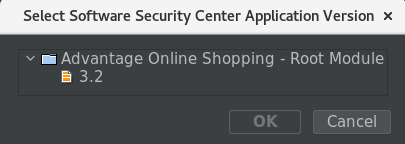 Select Software Security Center Application Version ×
Advantage Online Shopping - Root Module
3.2
OK Cancel